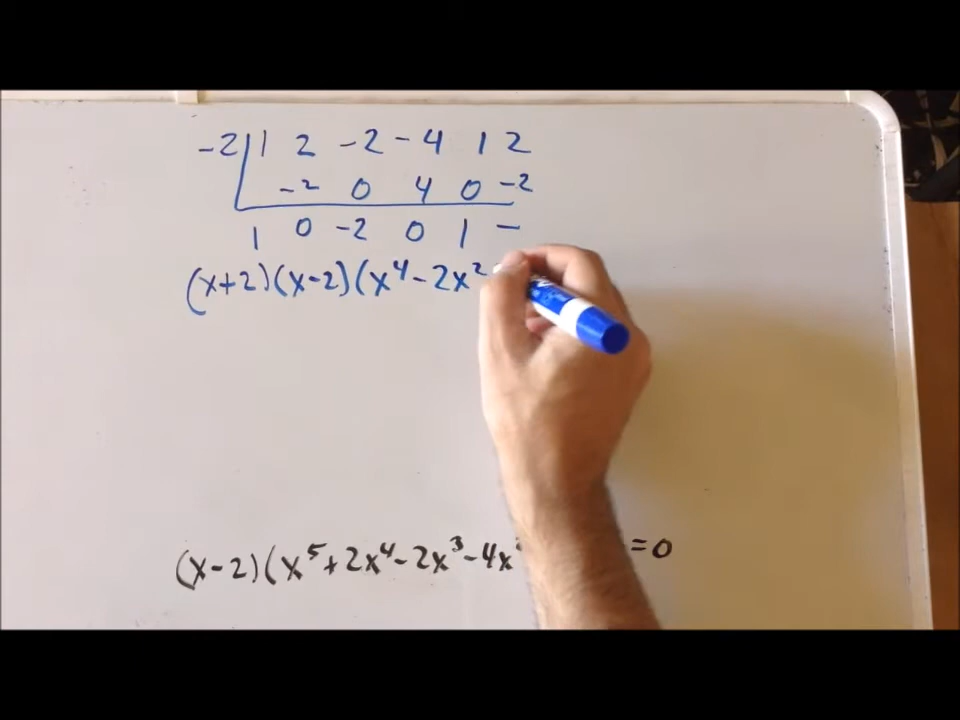 -2 | 1 2 -2 -4 1 2
-2 0 4 0 -2
1 0 -2 0 1 -
(x+2)(x-2)(x⁴-2x²
(x-2)(x⁵+2x⁴-2x³-4x =0